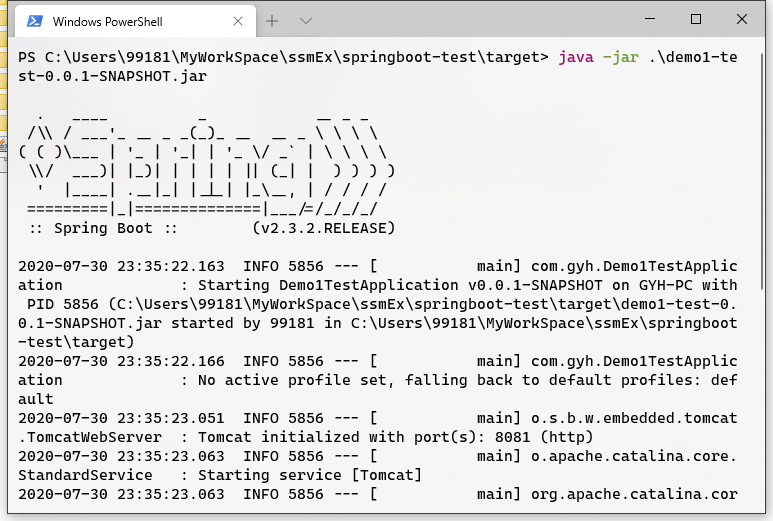 Windows PowerShell
PS C:\Users\99181\MyWorkSpace\ssmEx\springboot-test\target> java -jar .\demo1-te
st-0.0.1-SNAPSHOT.jar
  .   ____          _            __ _ _
 /\\ / ___'_ __ _ _(_)_ __  __ _ \ \ \ \
( ( )\___ | '_ | '_| | '_ \/ _` | \ \ \ \
 \\/  ___)| |_)| | | | | || (_| |  ) ) ) )
  '  |____| .__|_| |_|_| |_\__, | / / / /
 =========|_|==============|___/=/_/_/_/
 :: Spring Boot ::        (v2.3.2.RELEASE)
2020-07-30 23:35:22.163  INFO 5856 --- [           main] com.gyh.Demo1TestApplic
ation             : Starting Demo1TestApplication v0.0.1-SNAPSHOT on GYH-PC with
 PID 5856 (C:\Users\99181\MyWorkSpace\ssmEx\springboot-test\target\demo1-test-0.
0.1-SNAPSHOT.jar started by 99181 in C:\Users\99181\MyWorkSpace\ssmEx\springboot
-test\target)
2020-07-30 23:35:22.166  INFO 5856 --- [           main] com.gyh.Demo1TestApplic
ation             : No active profile set, falling back to default profiles: def
ault
2020-07-30 23:35:23.051  INFO 5856 --- [           main] o.s.b.w.embedded.tomcat
.TomcatWebServer  : Tomcat initialized with port(s): 8081 (http)
2020-07-30 23:35:23.063  INFO 5856 --- [           main] o.apache.catalina.core.
StandardService   : Starting service [Tomcat]
2020-07-30 23:35:23.063  INFO 5856 --- [           main] org.apache.catalina.cor